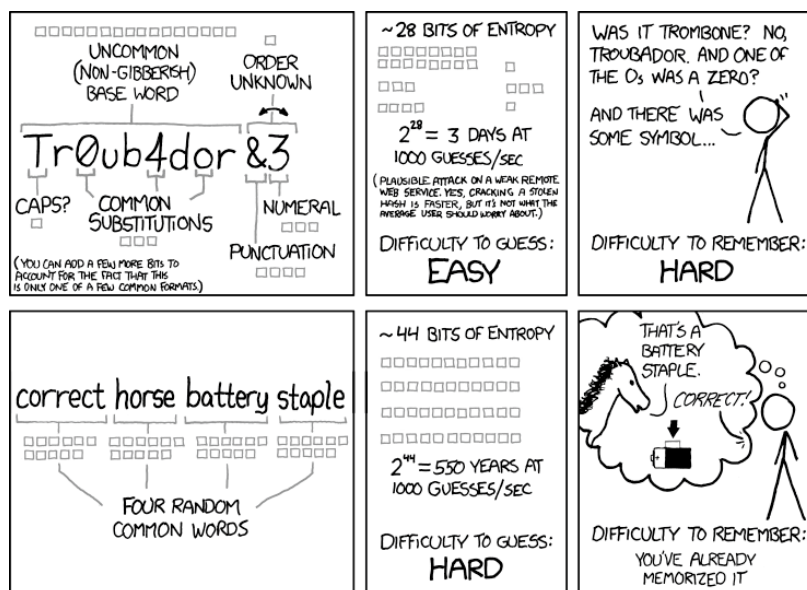 UNCOMMON
(NON-GIBBERISH)
BASE WORD
ORDER
UNKNOWN
Tr0ub4dor &3
CAPS?
COMMON
SUBSTITUTIONS
NUMERAL
PUNCTUATION
(YOU CAN ADD A FEW MORE BITS TO
ACCOUNT FOR THE FACT THAT THIS
IS ONLY ONE OF A FEW COMMON FORMATS.)
~28 BITS OF ENTROPY
2^28 = 3 DAYS AT
1000 GUESSES/SEC
(PLAUSIBLE ATTACK ON A WEAK REMOTE
WEB SERVICE. YES, CRACKING A STOLEN
HASH IS FASTER, BUT IT'S NOT WHAT THE
AVERAGE USER SHOULD WORRY ABOUT.)
DIFFICULTY TO GUESS:
EASY
WAS IT TROMBONE? NO,
TROUBADOR. AND ONE OF
THE Os WAS A ZERO?
AND THERE WAS
SOME SYMBOL...
DIFFICULTY TO REMEMBER:
HARD
correct horse battery staple
FOUR RANDOM
COMMON WORDS
~44 BITS OF ENTROPY
2^44 = 550 YEARS AT
1000 GUESSES/SEC
DIFFICULTY TO GUESS:
HARD
THAT'S A
BATTERY
STAPLE.
CORRECT!
DIFFICULTY TO REMEMBER:
YOU'VE ALREADY
MEMORIZED IT